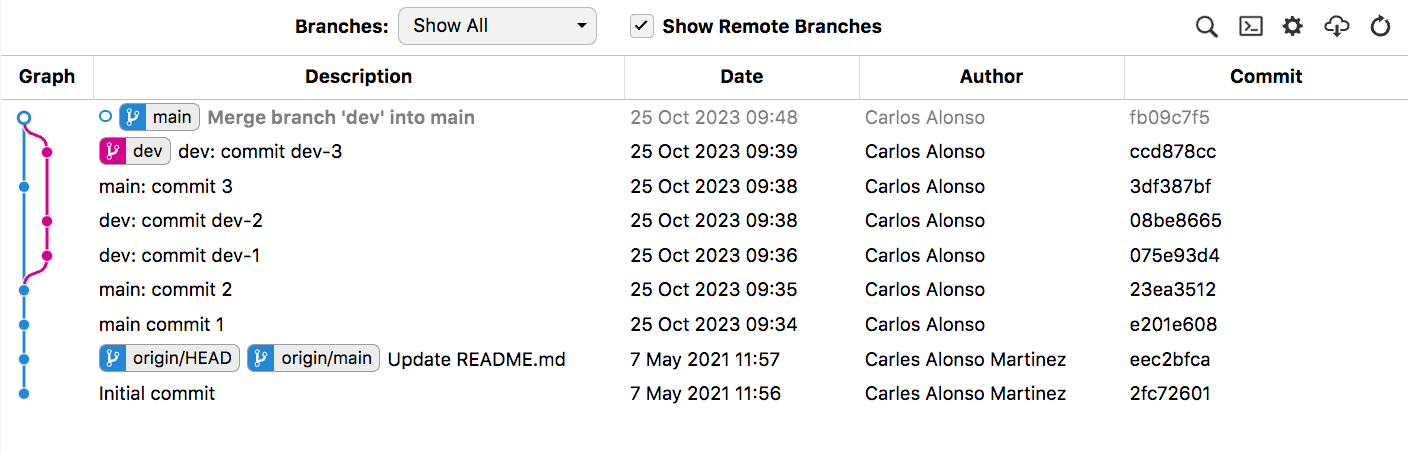 Branches: Show All Show Remote Branches
Graph Description Date Author Commit
main Merge branch 'dev' into main 25 Oct 2023 09:48 Carlos Alonso fb09c7f5
dev dev: commit dev-3 25 Oct 2023 09:39 Carlos Alonso ccd878cc
main: commit 3 25 Oct 2023 09:38 Carlos Alonso 3df387bf
dev: commit dev-2 25 Oct 2023 09:38 Carlos Alonso 08be8665
dev: commit dev-1 25 Oct 2023 09:36 Carlos Alonso 075e93d4
main: commit 2 25 Oct 2023 09:35 Carlos Alonso 23ea3512
main commit 1 25 Oct 2023 09:34 Carlos Alonso e201e608
origin/HEAD origin/main Update README.md 7 May 2021 11:57 Carlos Alonso Martinez eec2bfca
Initial commit 7 May 2021 11:56 Carlos Alonso Martinez 2fc72601